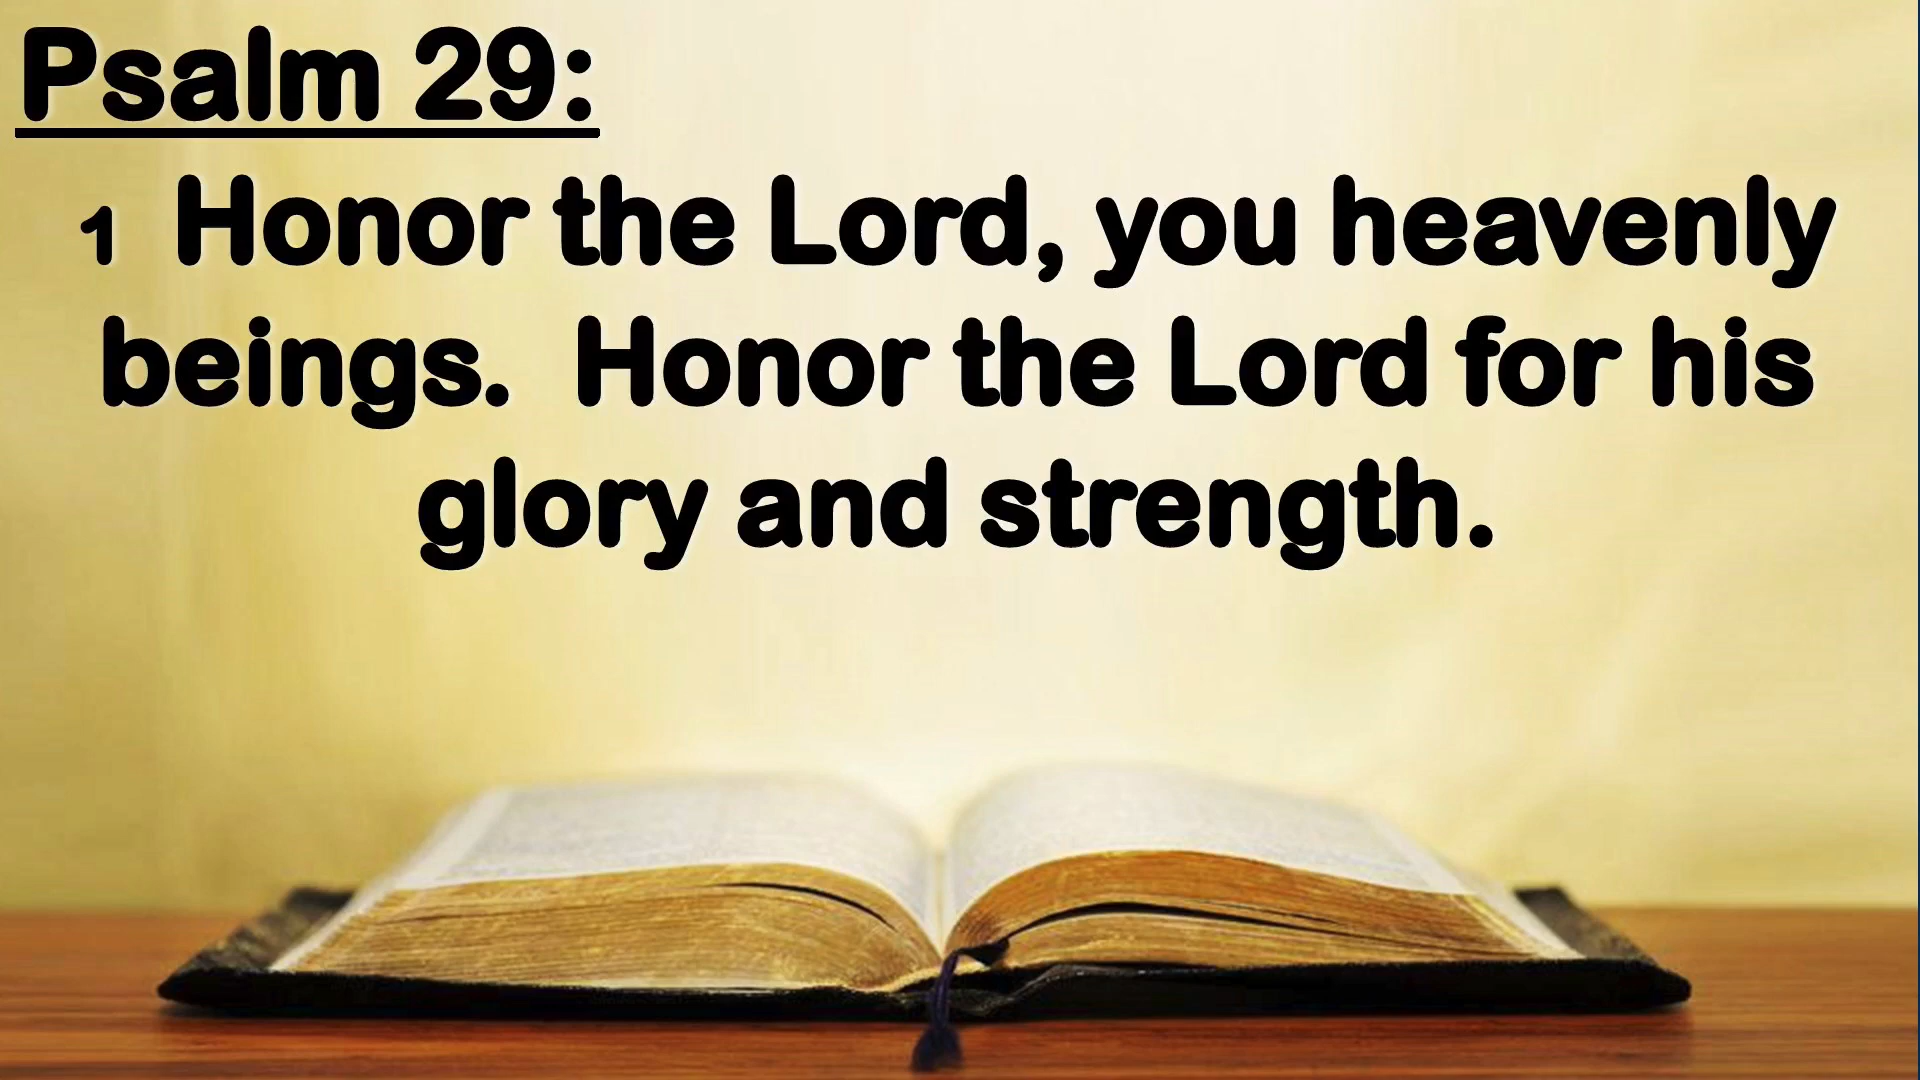 Psalm 29:
1 Honor the Lord, you heavenly
beings. Honor the Lord for his
glory and strength.